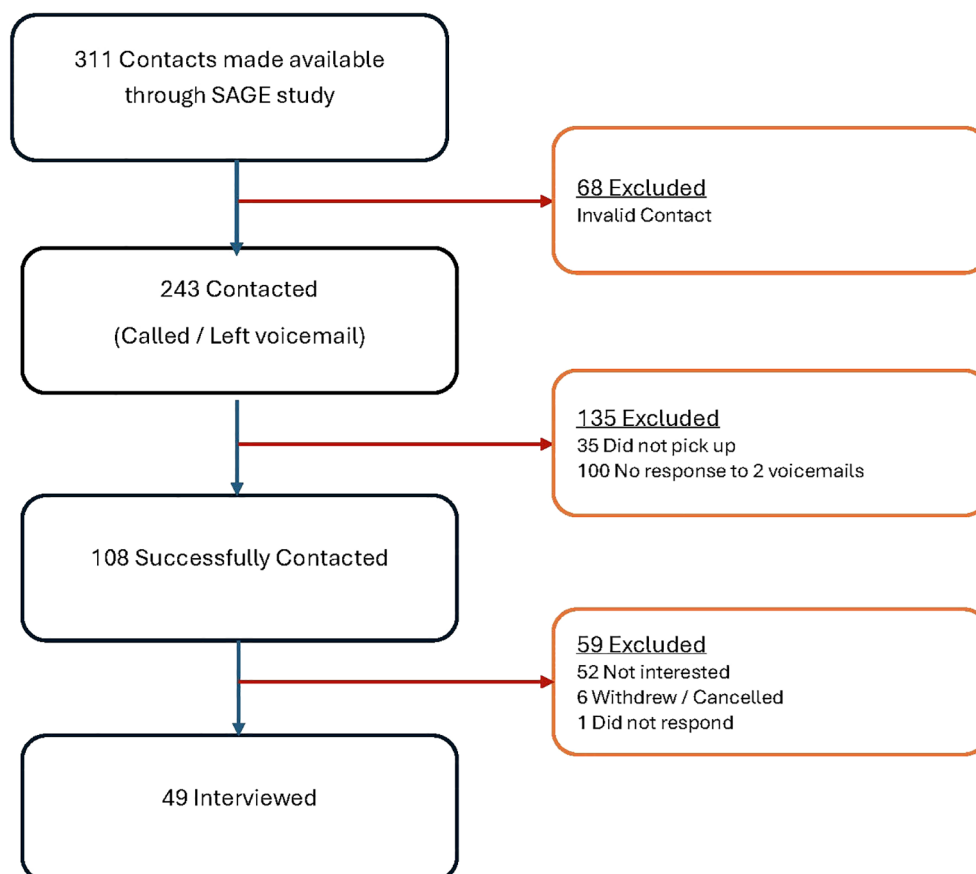 311 Contacts made available
through SAGE study
68 Excluded
Invalid Contact
243 Contacted
(Called / Left voicemail)
135 Excluded
35 Did not pick up
100 No response to 2 voicemails
108 Successfully Contacted
59 Excluded
52 Not interested
6 Withdrew / Cancelled
1 Did not respond
49 Interviewed